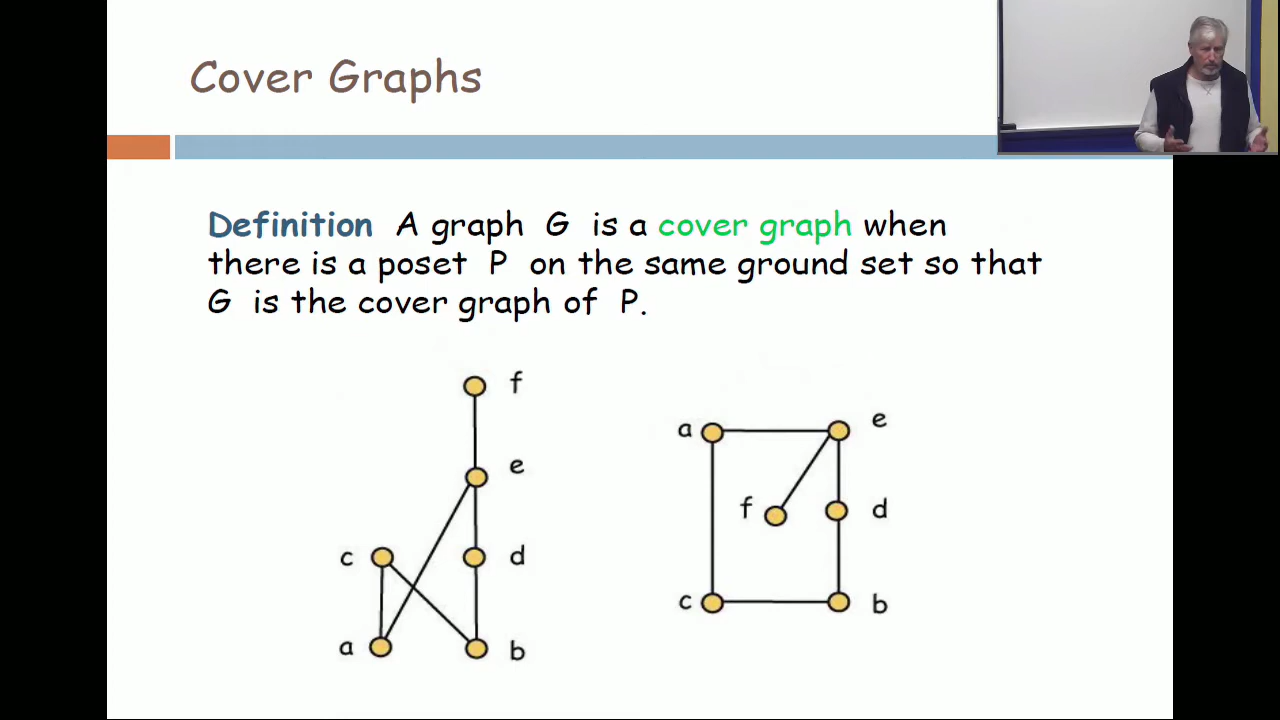 Cover Graphs
Definition A graph G is a cover graph when
there is a poset P on the same ground set so that
G is the cover graph of P.
f
e
c
d
a
b
a
e
f
d
c
b